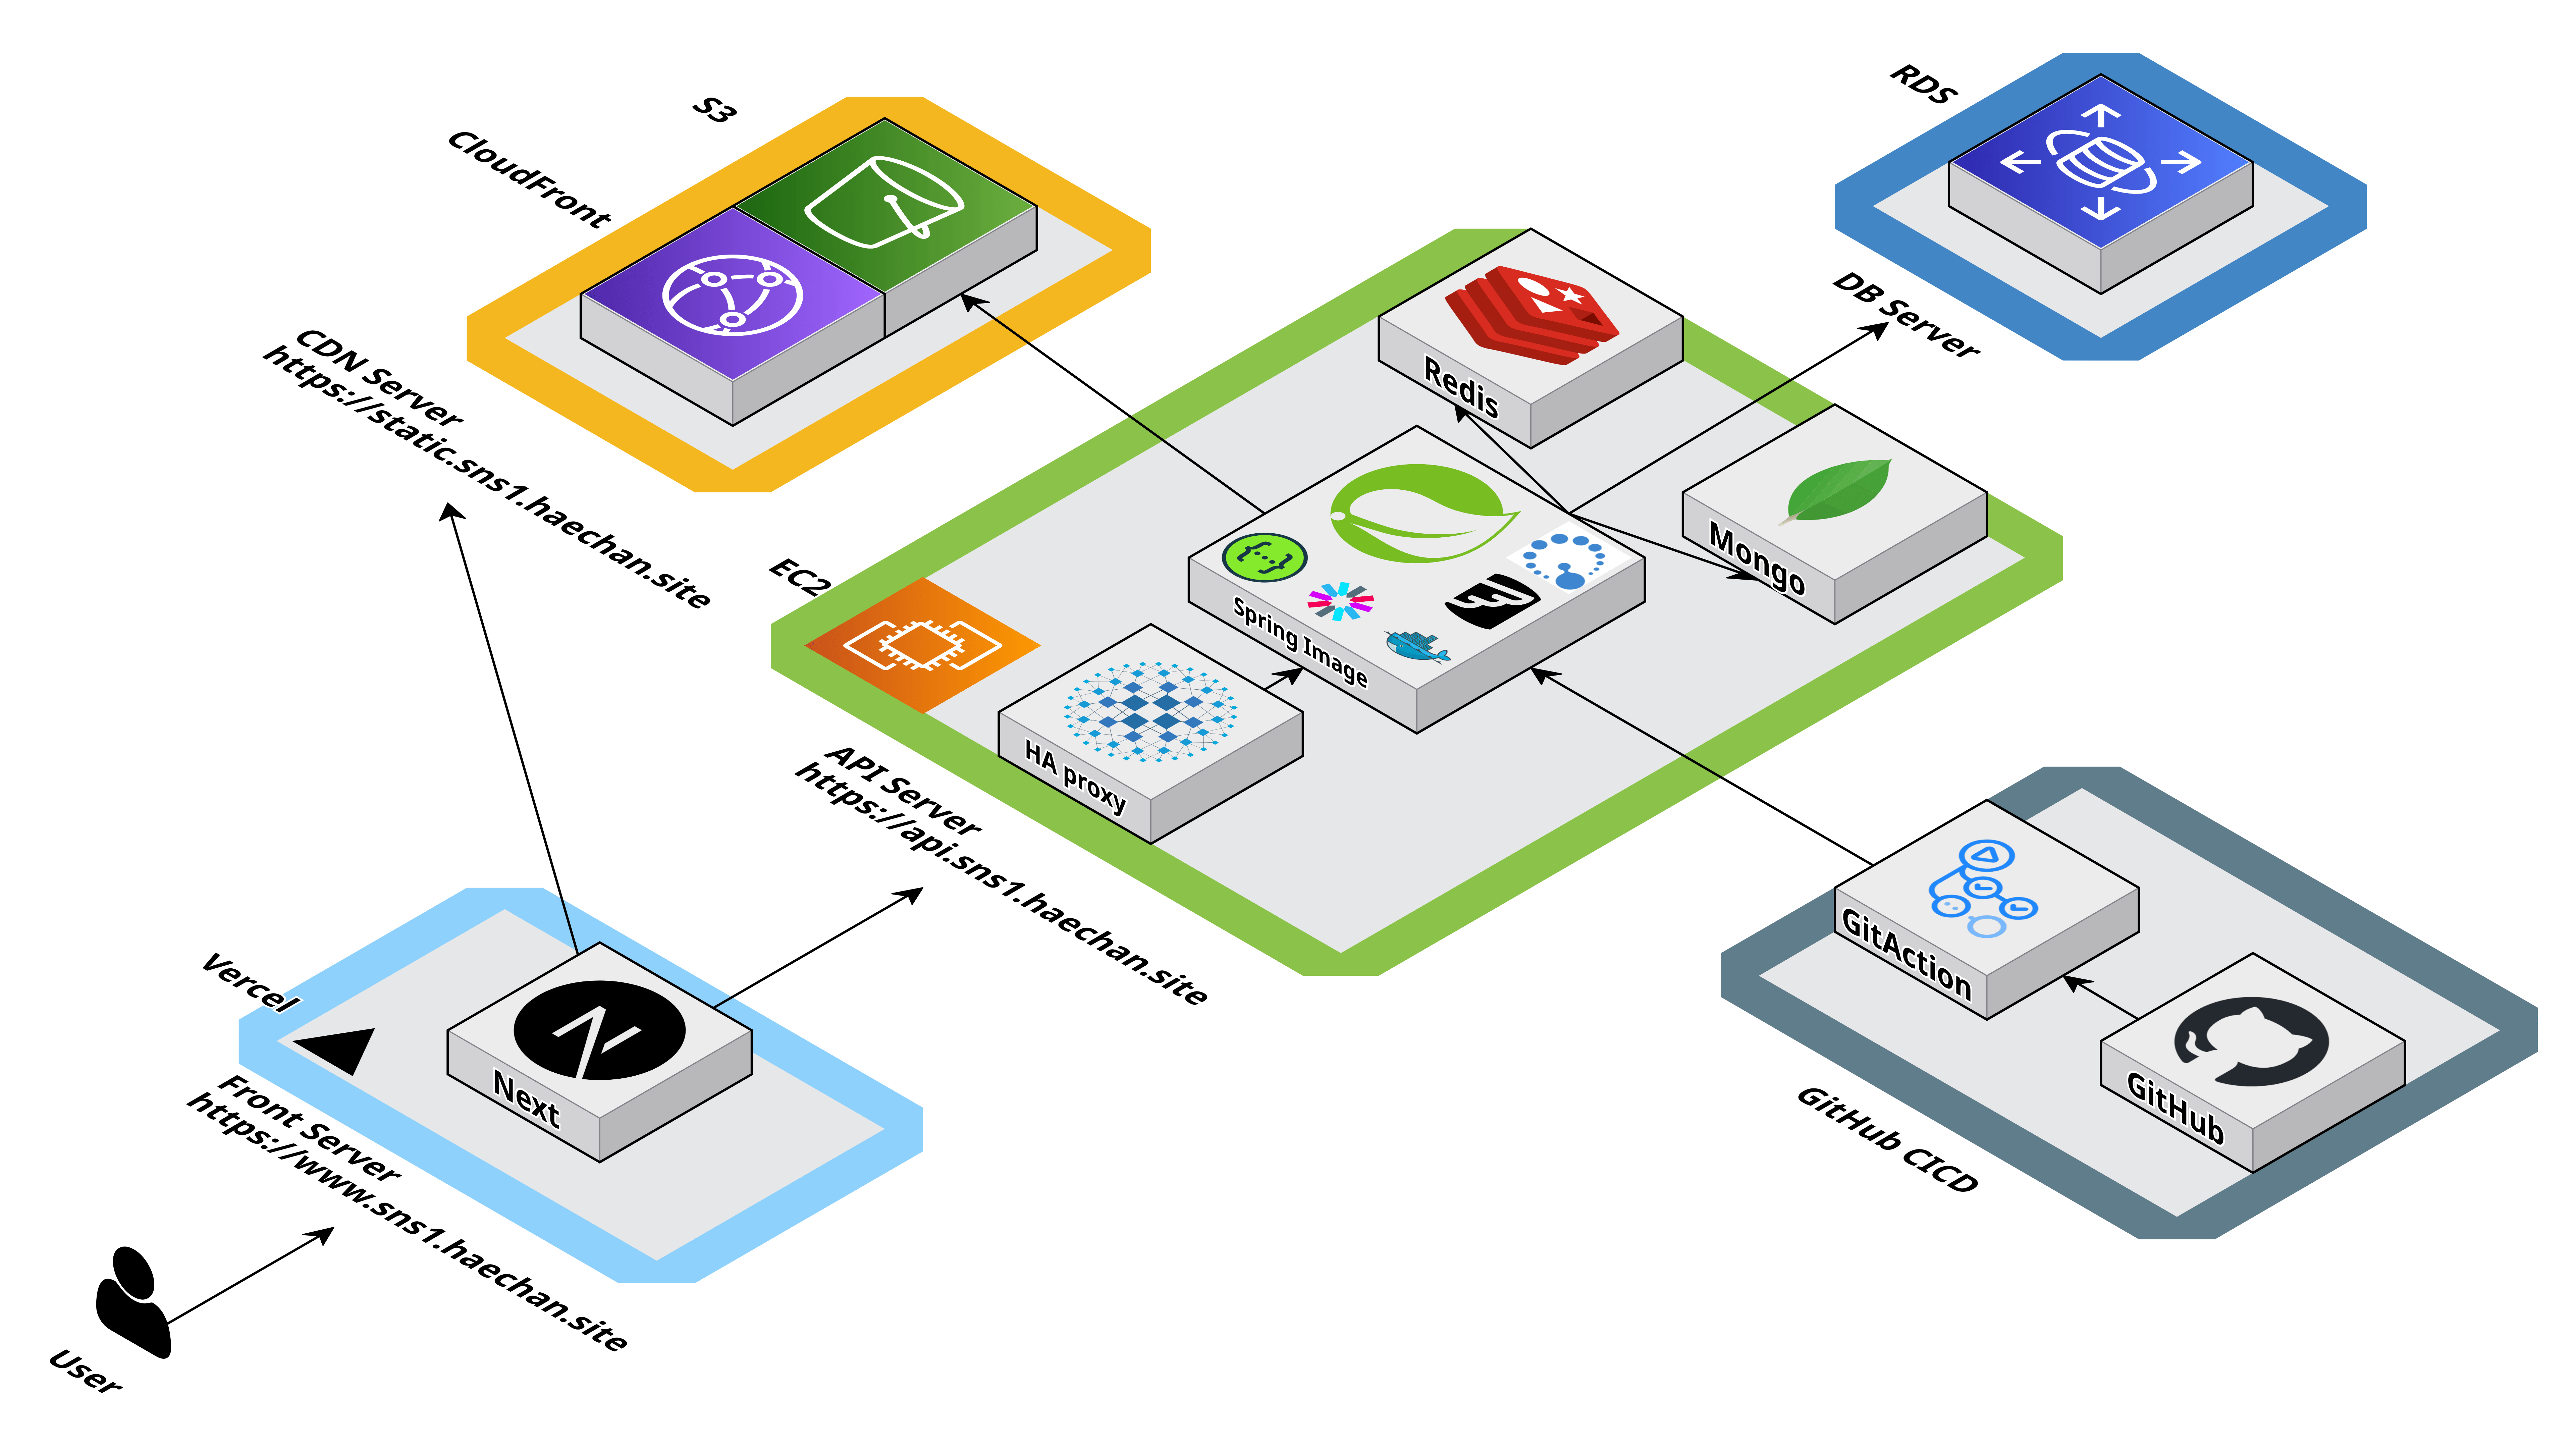 S3
CloudFront
CDN Server
https://static.sns1.haechan.site
RDS
DB Server
Redis
Mongo
Spring Image
EC2
HA proxy
API Server
https://api.sns1.haechan.site
GitAction
GitHub
GitHub CICD
Vercel
Next
Front Server
https://www.sns1.haechan.site
User